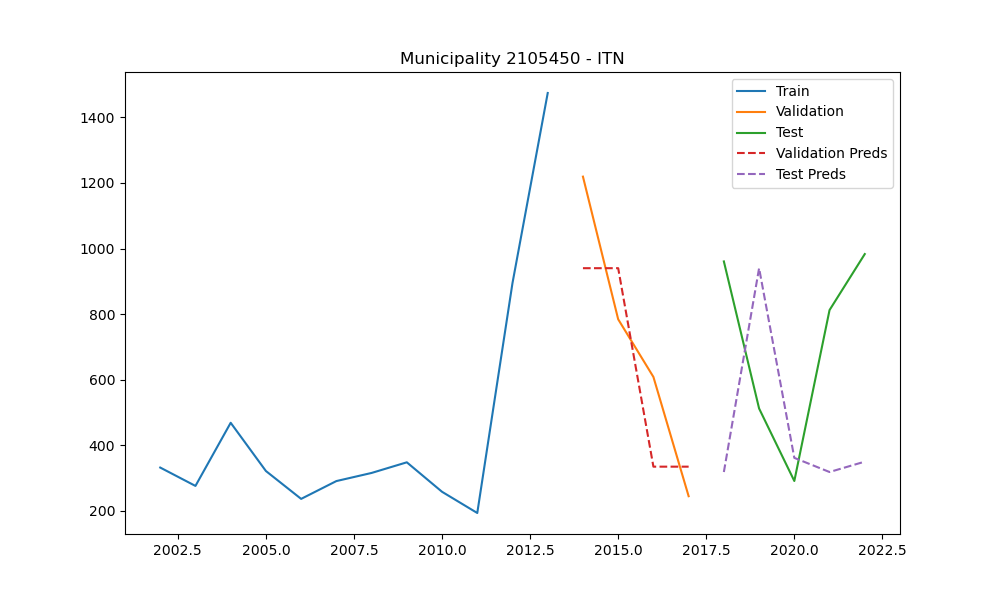 Municipality 2105450 - ITN
1400
1200
1000
800
600
400
200
2002.5 2005.0 2007.5 2010.0 2012.5 2015.0 2017.5 2020.0 2022.5
Train
Validation
Test
Validation Preds
Test Preds